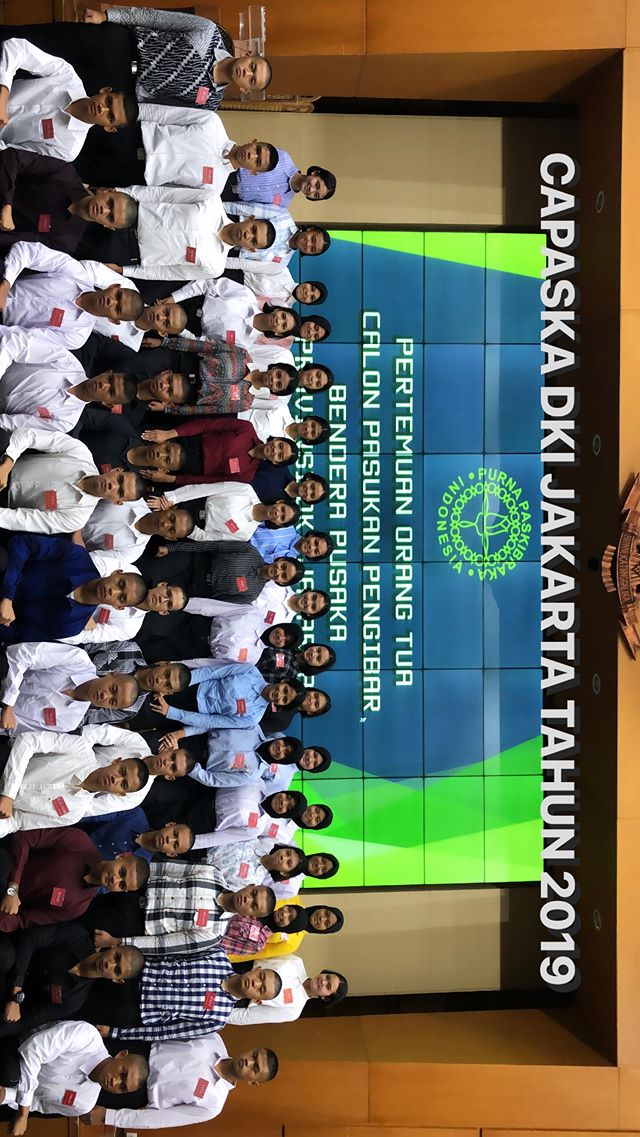 CAPASKA DKI JAKARTA TAHUN 2019
PURNA PASKIBRAKA
INDONESIA
PERTEMUAN ORANG TUA
CALON PASUKAN PENGIBAR
BENDERA PUSAKA